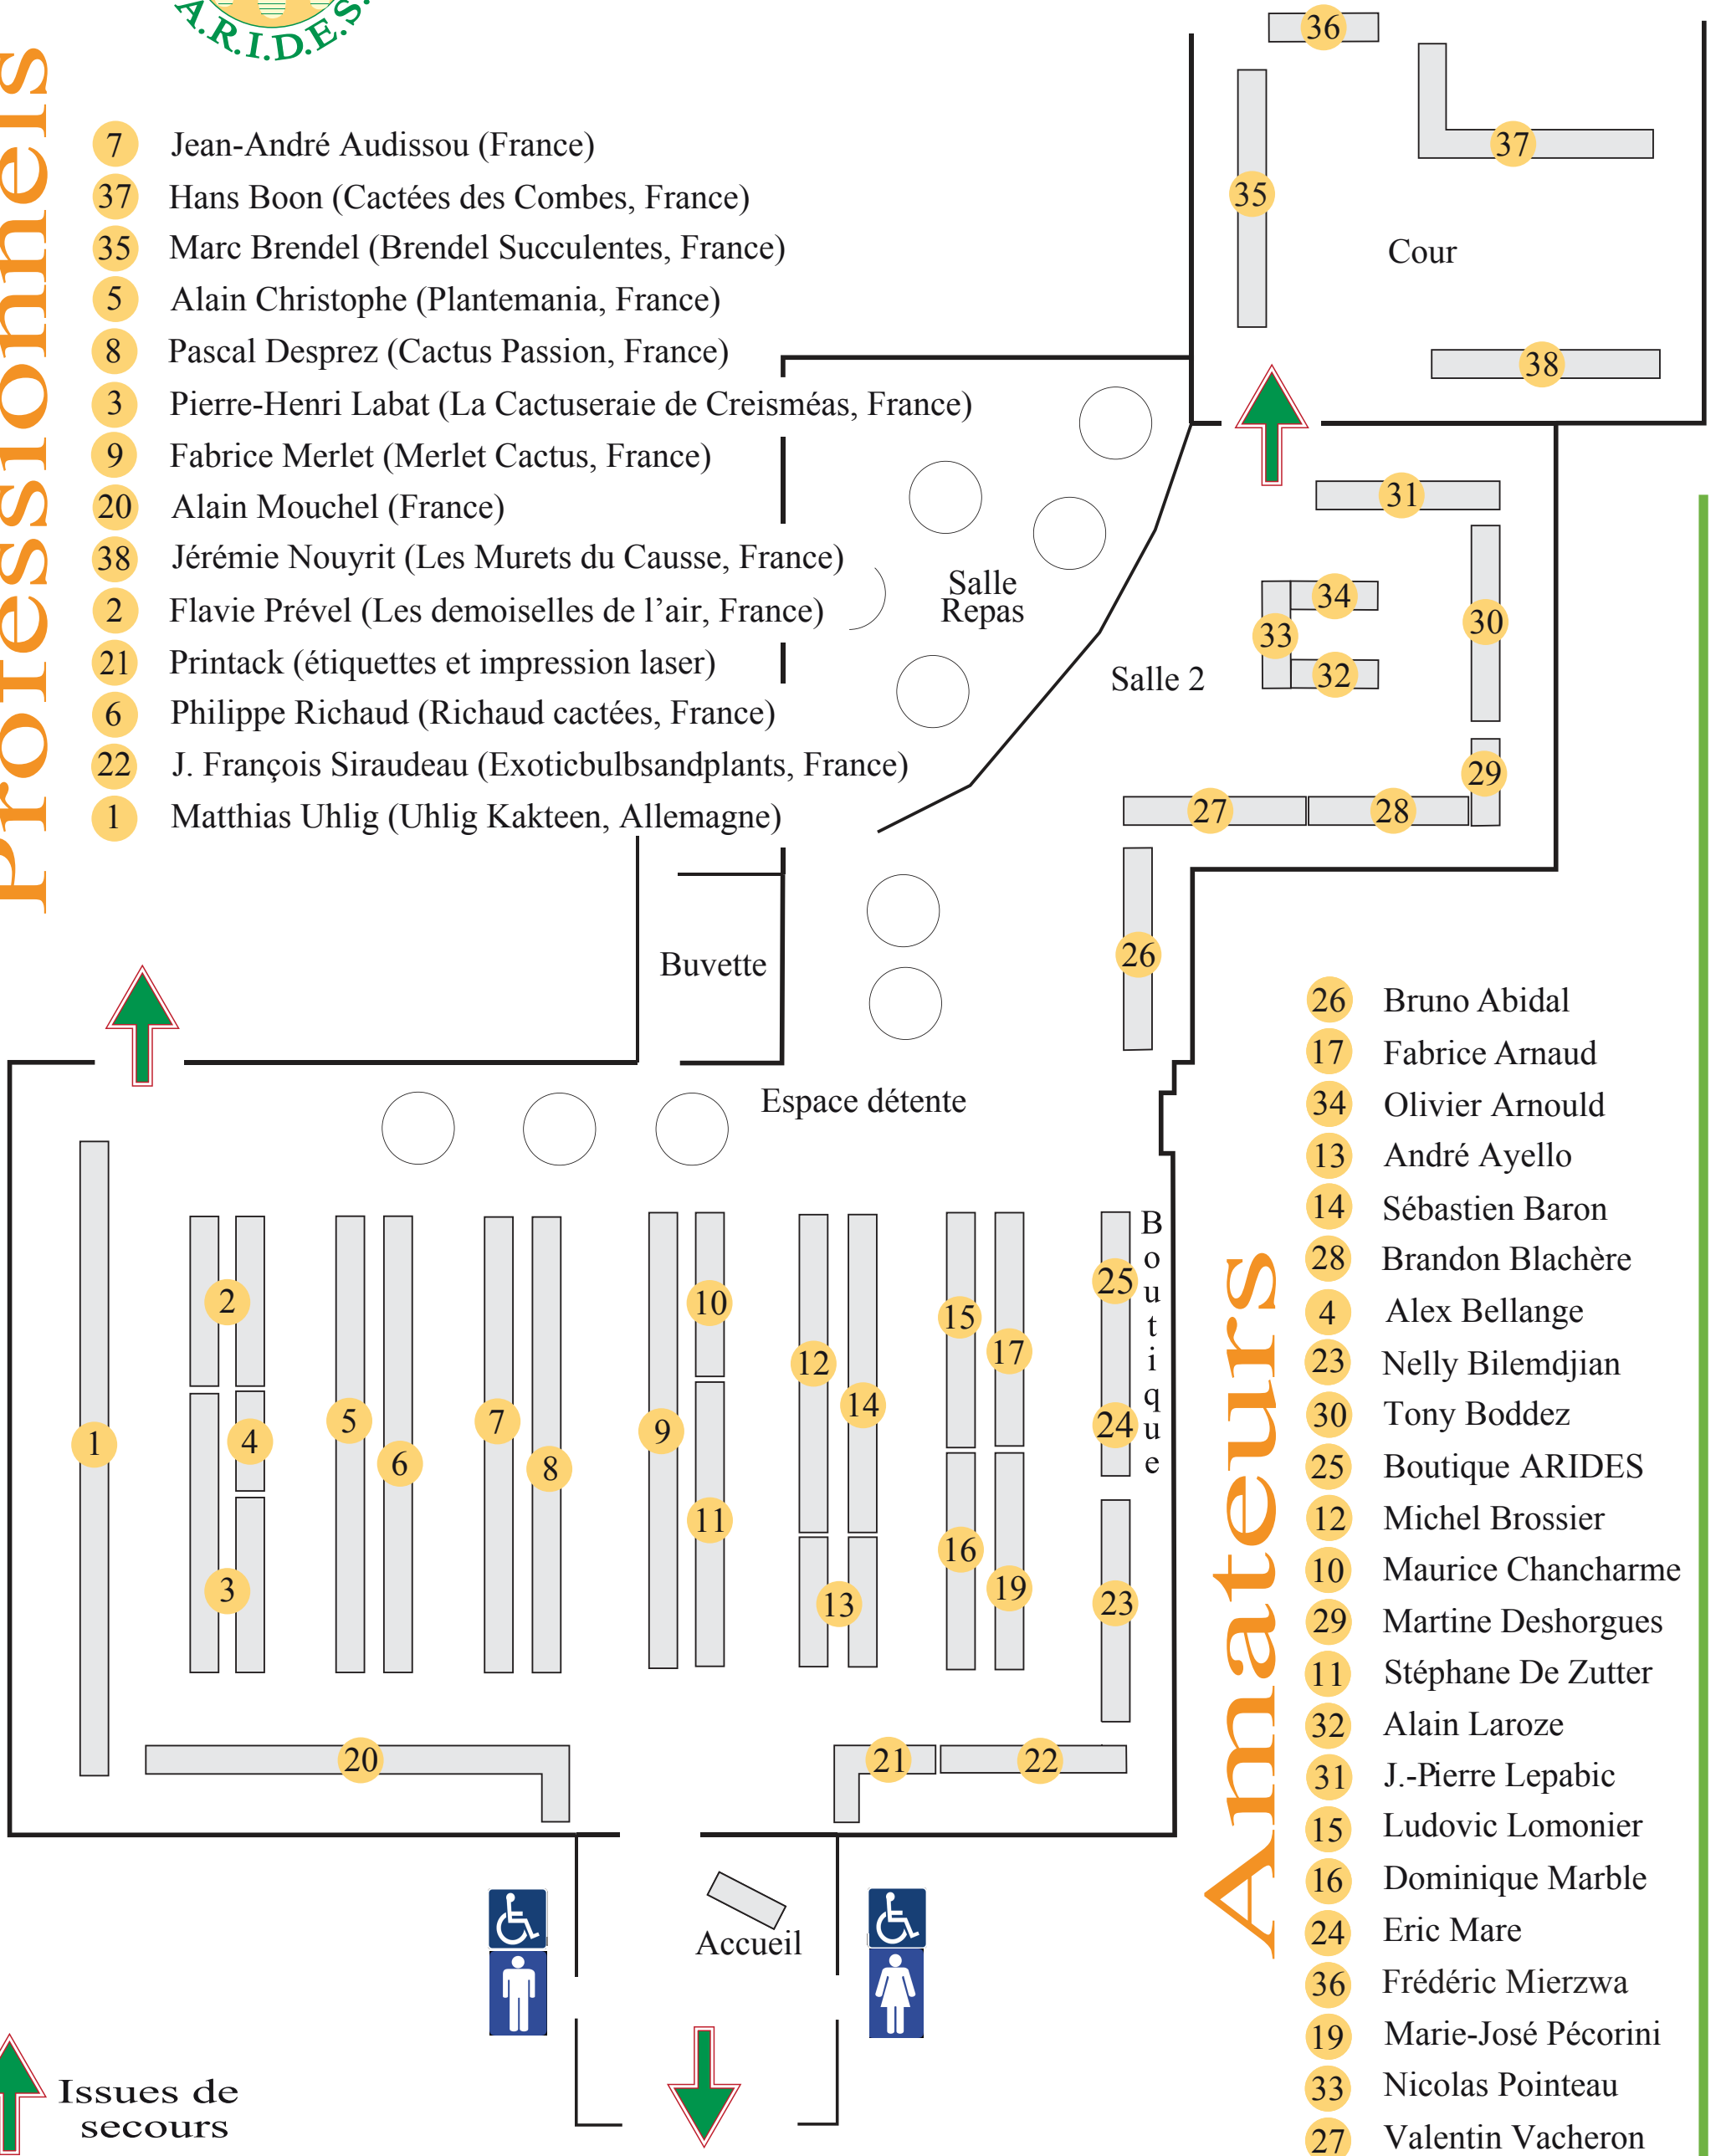 A.R.I.D.E.S.
Professionnels
7 Jean-André Audissou (France)
37 Hans Boon (Cactées des Combes, France)
35 Marc Brendel (Brendel Succulentes, France)
5 Alain Christophe (Plantemania, France)
8 Pascal Desprez (Cactus Passion, France)
3 Pierre-Henri Labat (La Cactuseraie de Creisméas, France)
9 Fabrice Merlet (Merlet Cactus, France)
20 Alain Mouchel (France)
38 Jérémie Nouyrit (Les Murets du Causse, France)
2 Flavie Prével (Les demoiselles de l’air, France)
21 Printack (étiquettes et impression laser)
6 Philippe Richaud (Richaud cactées, France)
22 J. François Siraudeau (Exoticbulbsandplants, France)
1 Matthias Uhlig (Uhlig Kakteen, Allemagne)
36
37
35
Cour
38
31
34
33
30
32
Salle
Repas
Salle 2
29
27
28
26
Buvette
Espace détente
Boutique
2
10
25
15
17
12
14
24
5
7
9
4
1
6
8
11
16
3
13
19
23
20
21
22
Accueil
Issues de
secours
Amateurs
26 Bruno Abidal
17 Fabrice Arnaud
34 Olivier Arnould
13 André Ayello
14 Sébastien Baron
28 Brandon Blachère
4 Alex Bellange
23 Nelly Bilemdjian
30 Tony Boddez
25 Boutique ARIDES
12 Michel Brossier
10 Maurice Chancharme
29 Martine Deshorgues
11 Stéphane De Zutter
32 Alain Laroze
31 J.-Pierre Lepabic
15 Ludovic Lomonier
16 Dominique Marble
24 Eric Mare
36 Frédéric Mierzwa
19 Marie-José Pécorini
33 Nicolas Pointeau
27 Valentin Vacheron